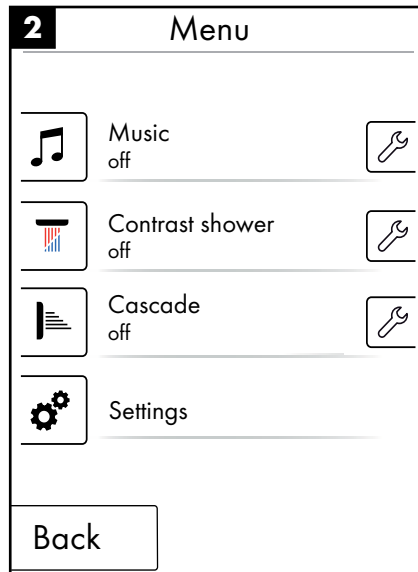 2
Menu
Music
off
Contrast shower
off
Cascade
off
Settings
Back